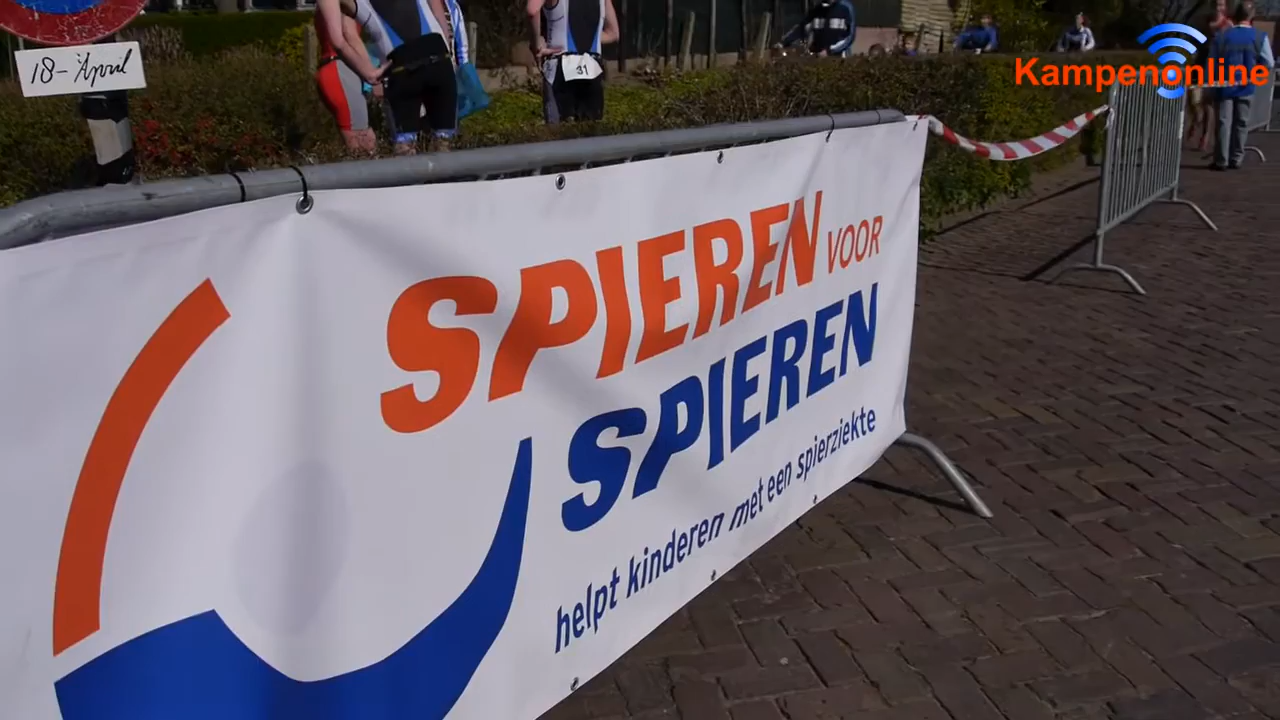 18-April
31
Kampenonline
SPIEREN VOOR
SPIEREN
helpt kinderen met een spierziekte